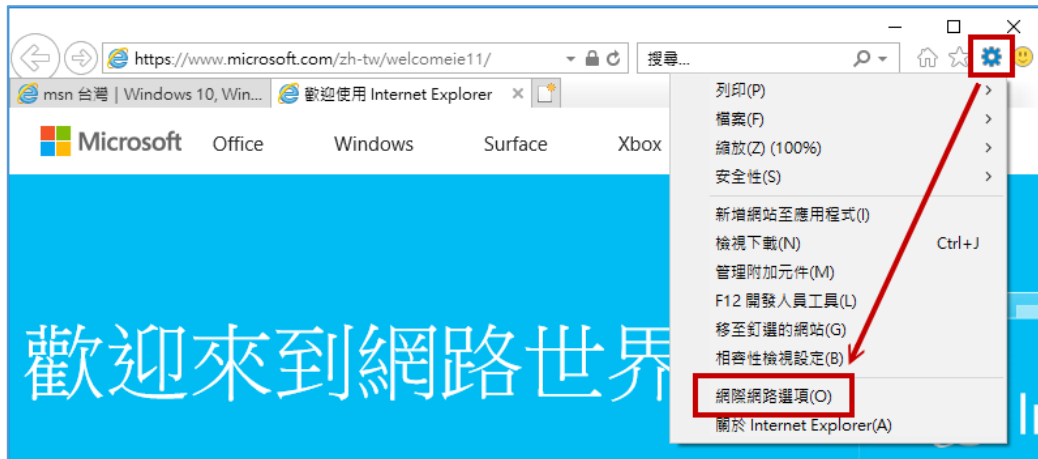 https://www.microsoft.com/zh-tw/welcomeie11/
搜尋...
msn 台灣 | Windows 10, Win...
歡迎使用 Internet Explorer
Microsoft Office Windows Surface Xbox
列印(P)
檔案(F)
縮放(Z) (100%)
安全性(S)
新增網站至應用程式(I)
檢視下載(N) Ctrl+J
管理附加元件(M)
F12 開發人員工具(L)
移至釘選的網站(G)
相容性檢視設定(B)
網際網路選項(O)
關於 Internet Explorer(A)
歡迎來到網路世界